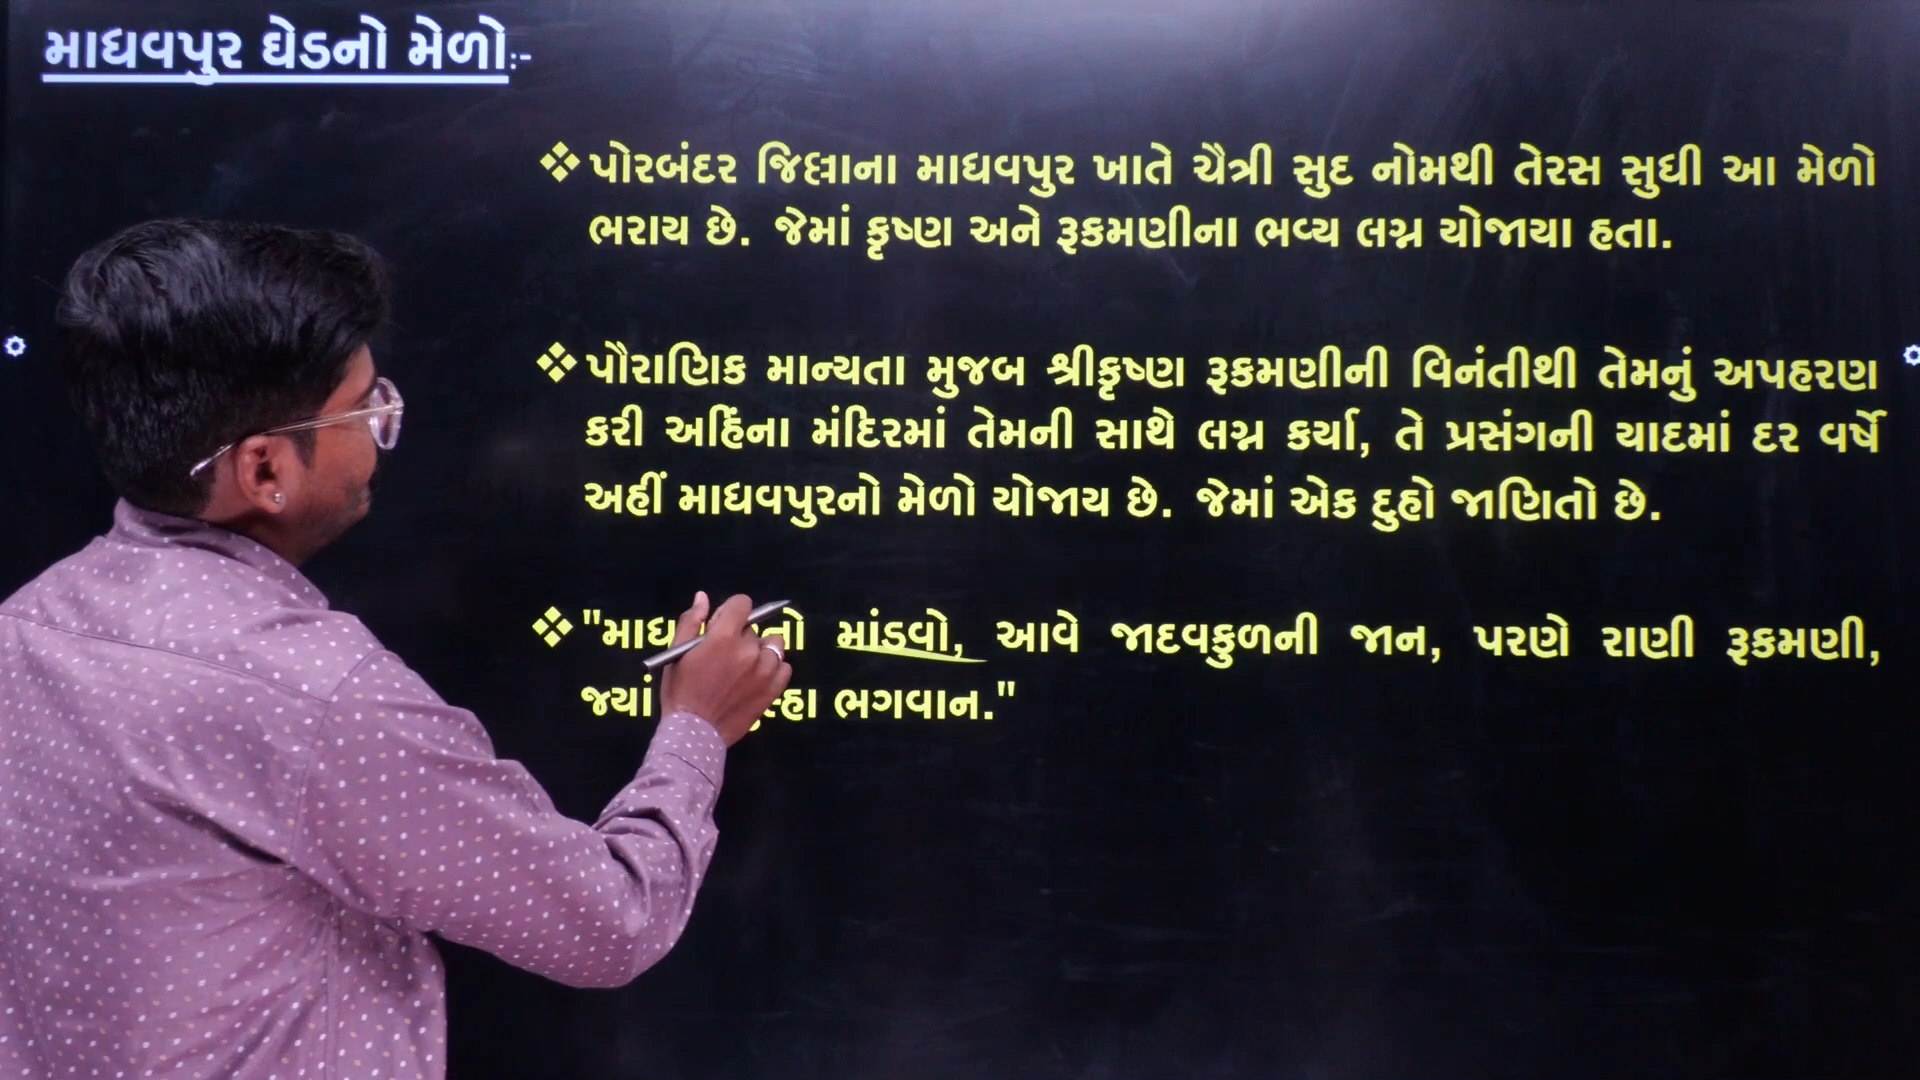 માધવપુર ઘેડનો મેળો:-
❖પોરબંદર જિલ્લાના માધવપુર ખાતે ચૈત્રી સુદ નોમથી તેરસ સુધી આ મેળો
ભરાય છે. જેમાં કૃષ્ણ અને રૂકમણીના ભવ્ય લગ્ન યોજાયા હતા.
❖પૌરાણિક માન્યતા મુજબ શ્રીકૃષ્ણ રૂકમણીની વિનંતીથી તેમનું અપહરણ
કરી અહિંના મંદિરમાં તેમની સાથે લગ્ન કર્યા, તે પ્રસંગની યાદમાં દર વર્ષે
અહીં માધવપુરનો મેળો યોજાય છે. જેમાં એક દુહો જાણિતો છે.
❖ માંડવો, આવે જાદવકુળની જાન, પરણે રાણી રૂકમણી,
જ્યાં ભગવાન."